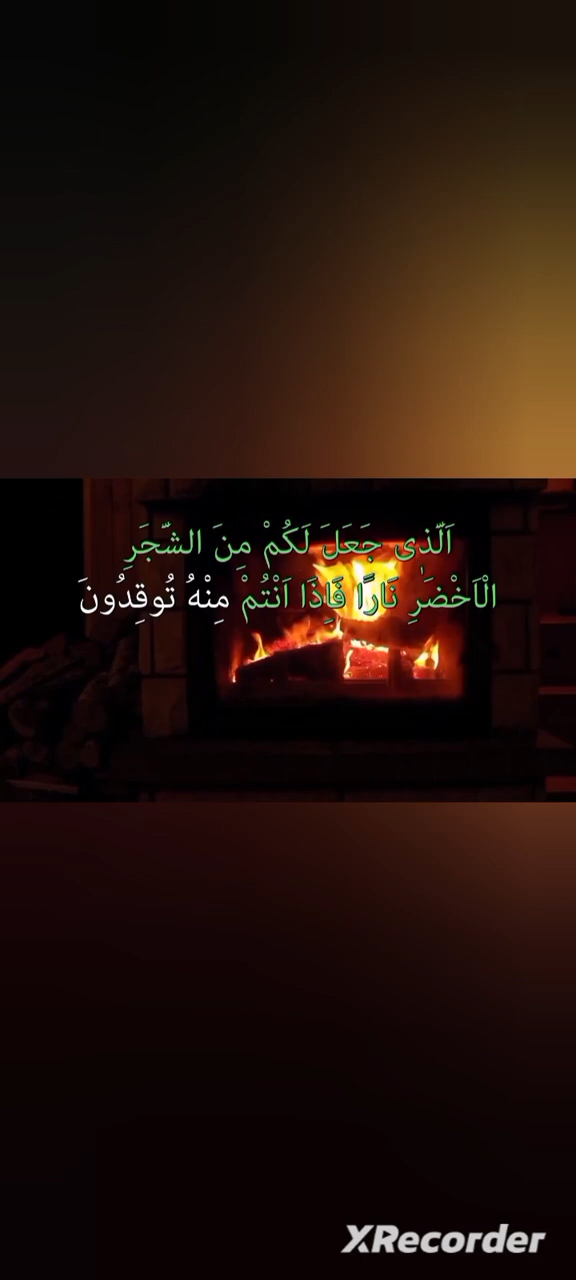 اَلَّذٖى جَعَلَ لَكُمْ مِنَ الشَّجَرِ
الْاَخْضَرِ نَارًا فَاِذَا اَنْتُمْ مِنْهُ تُوقِدُونَ
XRecorder